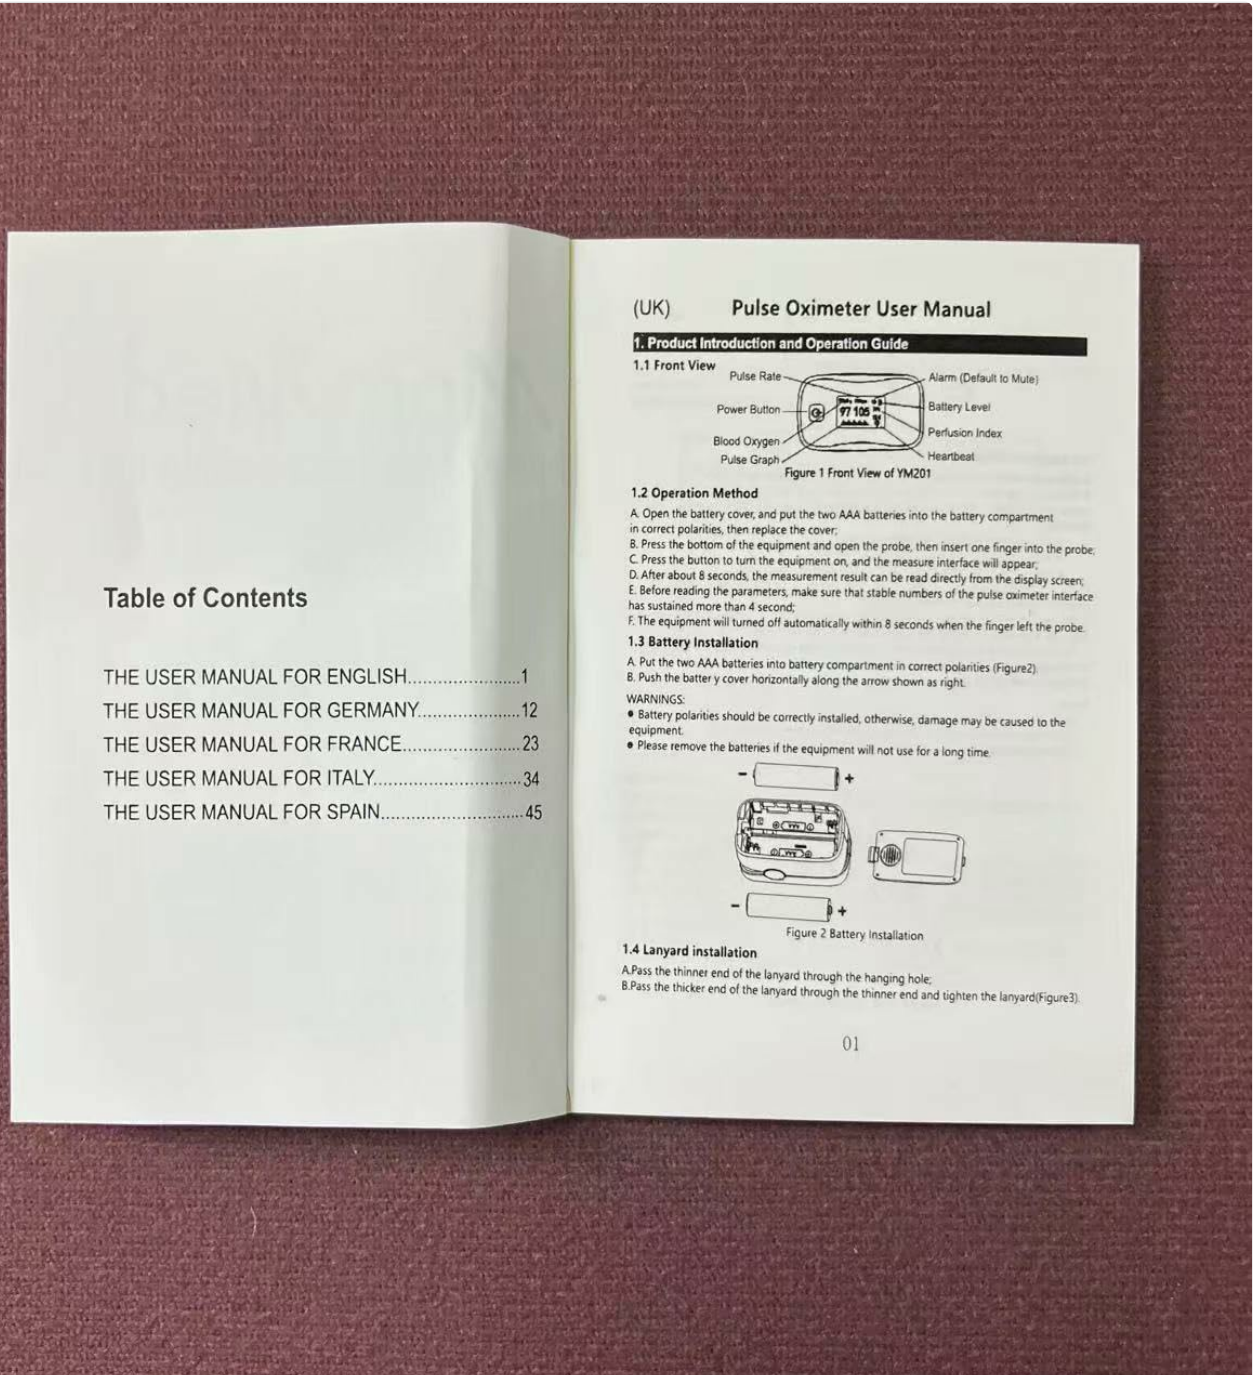 Table of Contents
THE USER MANUAL FOR ENGLISH......................1
THE USER MANUAL FOR GERMANY....................12
THE USER MANUAL FOR FRANCE.......................23
THE USER MANUAL FOR ITALY.............................34
THE USER MANUAL FOR SPAIN............................45
(UK) Pulse Oximeter User Manual
1. Product Introduction and Operation Guide
1.1 Front View
Pulse Rate
Alarm (Default to Mute)
Power Button
97 105
Battery Level
Blood Oxygen
Perfusion Index
Pulse Graph
Heartbeat
Figure 1 Front View of YM201
1.2 Operation Method
A. Open the battery cover, and put the two AAA batteries into the battery compartment
in correct polarities, then replace the cover;
B. Press the bottom of the equipment and open the probe, then insert one finger into the probe;
C. Press the button to turn the equipment on, and the measure interface will appear;
D. After about 8 seconds, the measurement result can be read directly from the display screen;
E. Before reading the parameters, make sure that stable numbers of the pulse oximeter interface
has sustained more than 4 second;
F. The equipment will turned off automatically within 8 seconds when the finger left the probe.
1.3 Battery Installation
A. Put the two AAA batteries into battery compartment in correct polarities (Figure2).
B. Push the batter y cover horizontally along the arrow shown as right.
WARNINGS:
● Battery polarities should be correctly installed, otherwise, damage may be caused to the
equipment.
● Please remove the batteries if the equipment will not use for a long time.
- +
- +
Figure 2 Battery Installation
1.4 Lanyard installation
A.Pass the thinner end of the lanyard through the hanging hole;
B.Pass the thicker end of the lanyard through the thinner end and tighten the lanyard(Figure3).
01